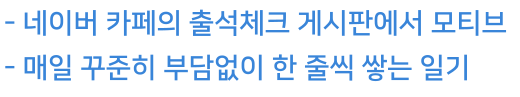 - 네이버 카페의 출석체크 게시판에서 모티브
- 매일 꾸준히 부담없이 한 줄씩 쌓는 일기